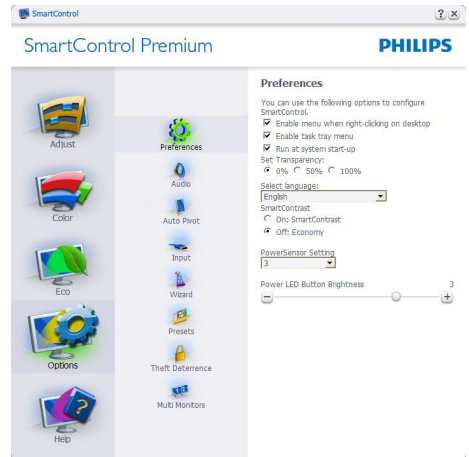 SmartControl
SmartControl Premium
PHILIPS
Adjust
Color
Eco
Options
Help
Preferences
Audio
Auto Pivot
Input
Wizard
Presets
Theft Deterrence
Multi Monitors
Preferences
You can use the following options to configure
SmartControl.
Enable menu when right-clicking on desktop
Enable task tray menu
Run at system start-up
Set Transparency:
0% 50% 100%
Select language:
English
SmartContrast
On: SmartContrast
Off: Economy
PowerSensor Setting
3
Power LED Button Brightness 3